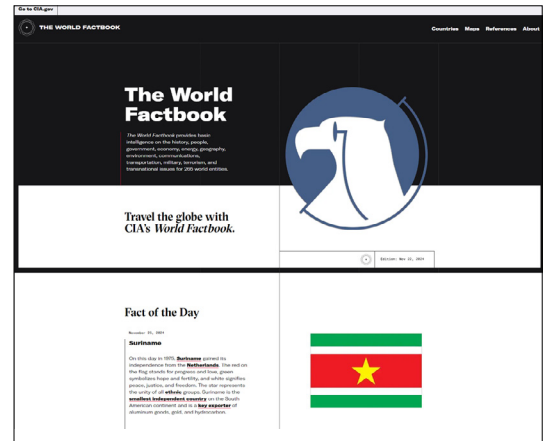 Go to CIA.gov
THE WORLD FACTBOOK
Countries Maps References About
The World
Factbook
The World Factbook provides basic
intelligence on the history, people,
government, economy, energy, geography,
environment, communications,
transportation, military, terrorism, and
transnational issues for 265 world entities.
Travel the globe with
CIA's World Factbook.
Edition: Nov 22, 2024
Fact of the Day
November 25, 2024
Suriname
On this day in 1975, Suriname gained its
independence from the Netherlands. The red on
the flag stands for progress and love, green
symbolizes hope and fertility, and white signifies
peace, justice, and freedom. The star represents
the unity of all ethnic groups. Suriname is the
smallest independent country on the South
American continent and is a key exporter of
aluminum goods, gold, and hydrocarbon.